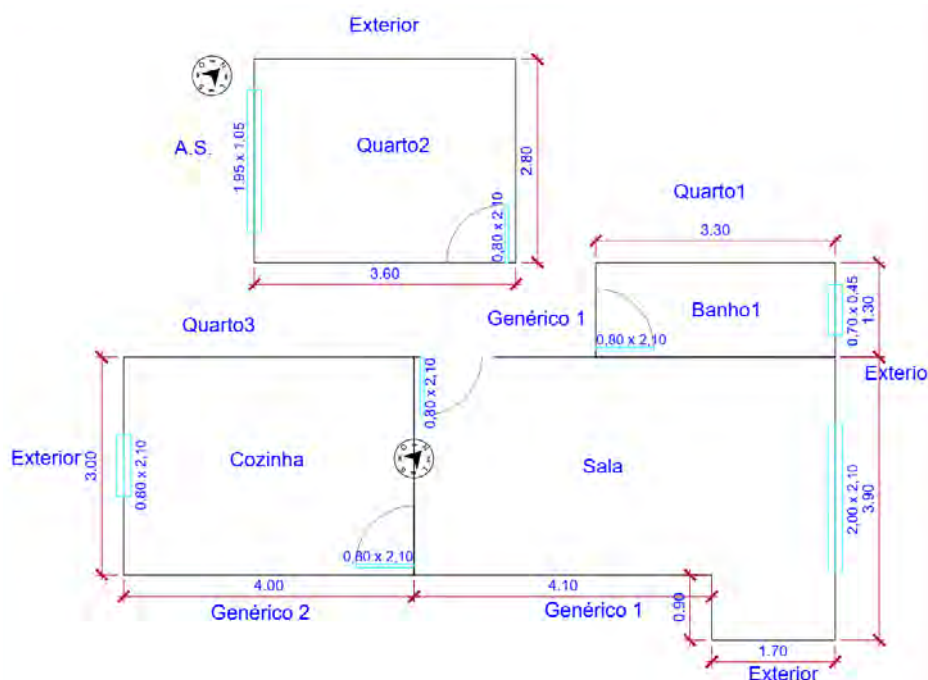 Exterior
A.S.
1.95 x 1.05
Quarto2
0,80 x 2,10
2.80
3.60
Quarto1
3.30
Quarto3
Genérico 1
Banho1
0,80 x 2,10
0,70 x 0,45
1.30
Exterio
Exterior
3.00
0.80 x 2,10
Cozinha
0,80 x 2,10
0,80 x 2,10
Sala
2,00 x 2,10
3.90
4.00
4.10
0.90
Genérico 2
Genérico 1
1.70
Exterior